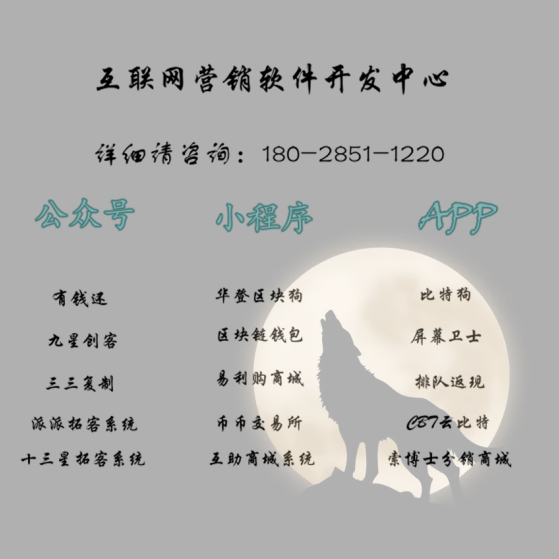 互联网营销软件开发中心
详细请咨询：180-2851-1220
公众号 小程序 APP
有钱还 华登区块狗 比特狗
九星创客 区块链钱包 屏幕卫士
三三复制 易利购商城 排队返现
派派拓客系统 币币交易所 CBT云比特
十三星拓客系统 互助商城系统 索博士分销商城